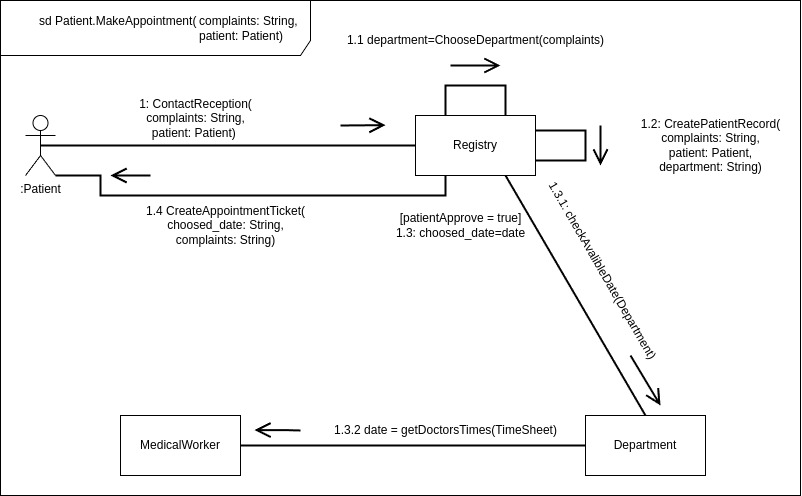 sd Patient.MakeAppointment( complaints: String,
patient: Patient)
1.1 department=ChooseDepartment(complaints)
1: ContactReception(
complaints: String,
patient: Patient)
Registry
1.2: CreatePatientRecord(
complaints: String,
patient: Patient,
department: String)
:Patient
1.4 CreateAppointmentTicket(
choosed_date: String,
complaints: String)
[patientApprove = true]
1.3: choosed_date=date
1.3.1: checkAvalibleDate(Department)
MedicalWorker
1.3.2 date = getDoctorsTimes(TimeSheet)
Department